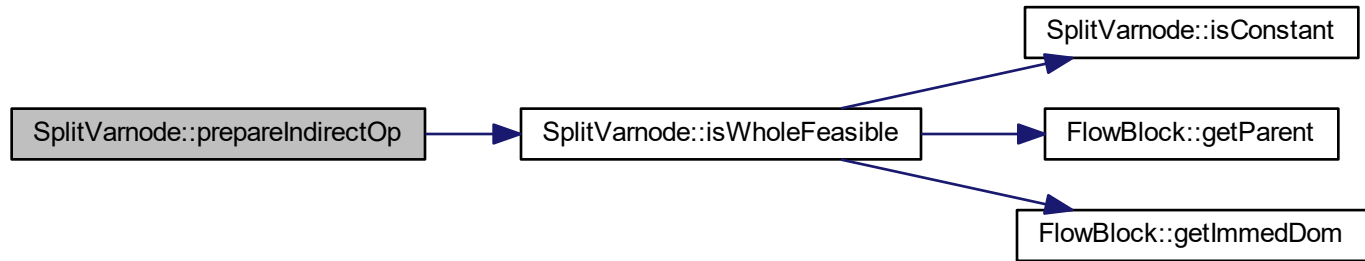 SplitVarnode::isConstant
SplitVarnode::prepareIndirectOp
SplitVarnode::isWholeFeasible
FlowBlock::getParent
FlowBlock::getImmedDom